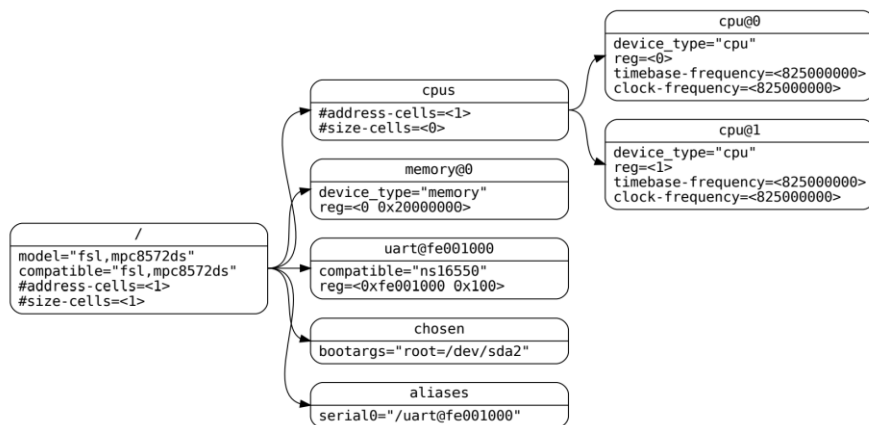 /
model="fsl,mpc8572ds"
compatible="fsl,mpc8572ds"
#address-cells=<1>
#size-cells=<1>
cpus
#address-cells=<1>
#size-cells=<0>
cpu@0
device_type="cpu"
reg=<0>
timebase-frequency=<825000000>
clock-frequency=<825000000>
cpu@1
device_type="cpu"
reg=<1>
timebase-frequency=<825000000>
clock-frequency=<825000000>
memory@0
device_type="memory"
reg=<0 0x20000000>
uart@fe001000
compatible="ns16550"
reg=<0xfe001000 0x100>
chosen
bootargs="root=/dev/sda2"
aliases
serial0="/uart@fe001000"